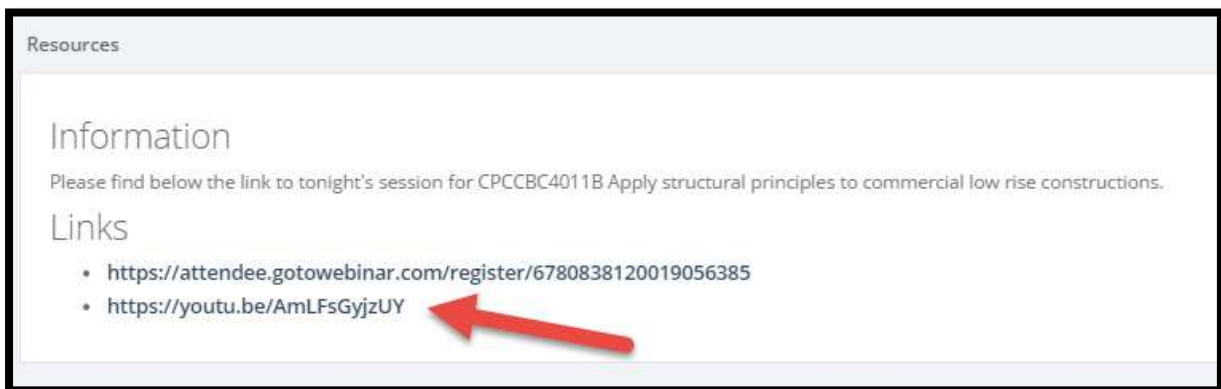 Resources
Information
Please find below the link to tonight's session for CPCCBC4011B Apply structural principles to commercial low rise constructions.
Links
• https://attendee.gotowebinar.com/register/6780838120019056385
• https://youtu.be/AmLFsGyjzUY